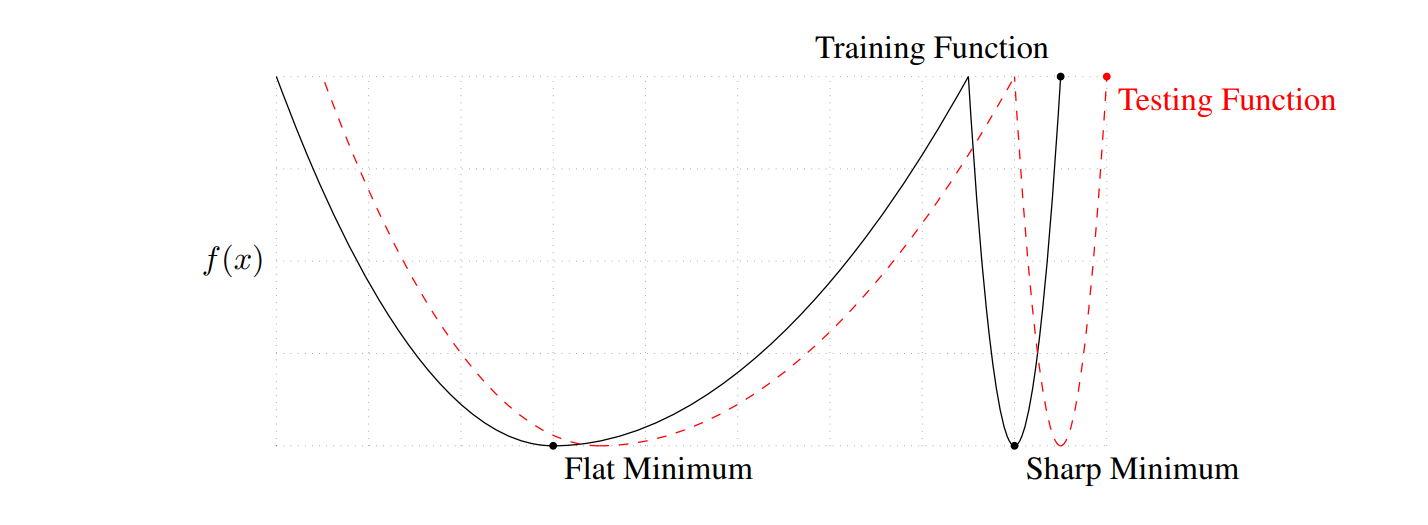 Training Function
Testing Function
f(x)
Flat Minimum
Sharp Minimum